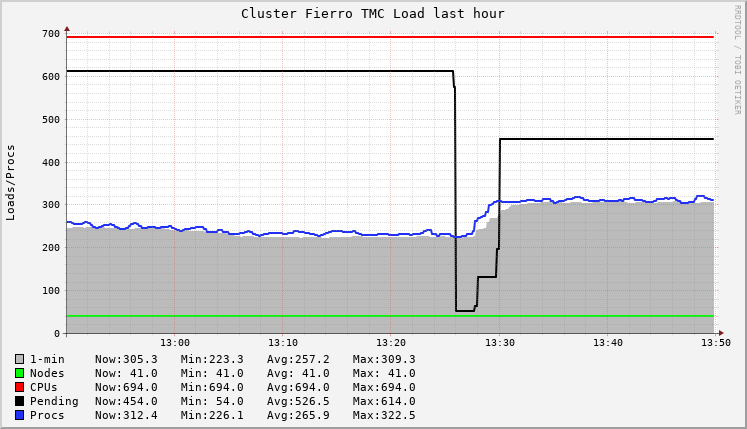 Cluster Fierro TMC Load last hour
RRDTOOL / TOBI OETIKER
Loads/Procs
700
600
500
400
300
200
100
0
13:00 13:10 13:20 13:30 13:40 13:50
1-min Now:305.3 Min:223.3 Avg:257.2 Max:309.3
Nodes Now: 41.0 Min: 41.0 Avg: 41.0 Max: 41.0
CPUs Now:694.0 Min:694.0 Avg:694.0 Max:694.0
Pending Now:454.0 Min: 54.0 Avg:526.5 Max:614.0
Procs Now:312.4 Min:226.1 Avg:265.9 Max:322.5